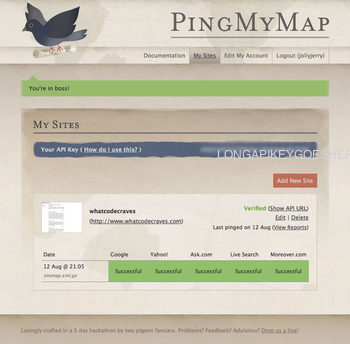 PingMyMap
Documentation My Sites Edit My Account Logout (jollyjerry)
You're in boss!
My Sites
Your API Key ( How do I use this? ) LONGAPIKEYGOESHER
Add New Site
whatcodecraves
(http://www.whatcodecraves.com)
Verified (Show API URL)
Edit | Delete
Last pinged on 12 Aug (View Reports)
Date Google Yahoo! Ask.com Live Search Moreover.com
12 Aug @ 21:05
sitemap.xml.gz
Successful Successful Successful Successful Successful
Lovingly crafted in a 5 day hackathon by two pigeon fanciers. Problems? Feedback? Adulation? Drop us a line!